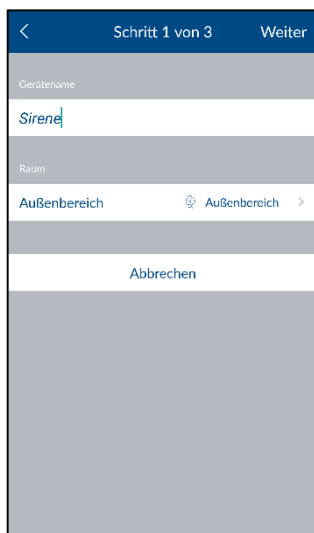 Schritt 1 von 3 Weiter
Gerätename
Sirene
Raum
Außenbereich Außenbereich
Abbrechen